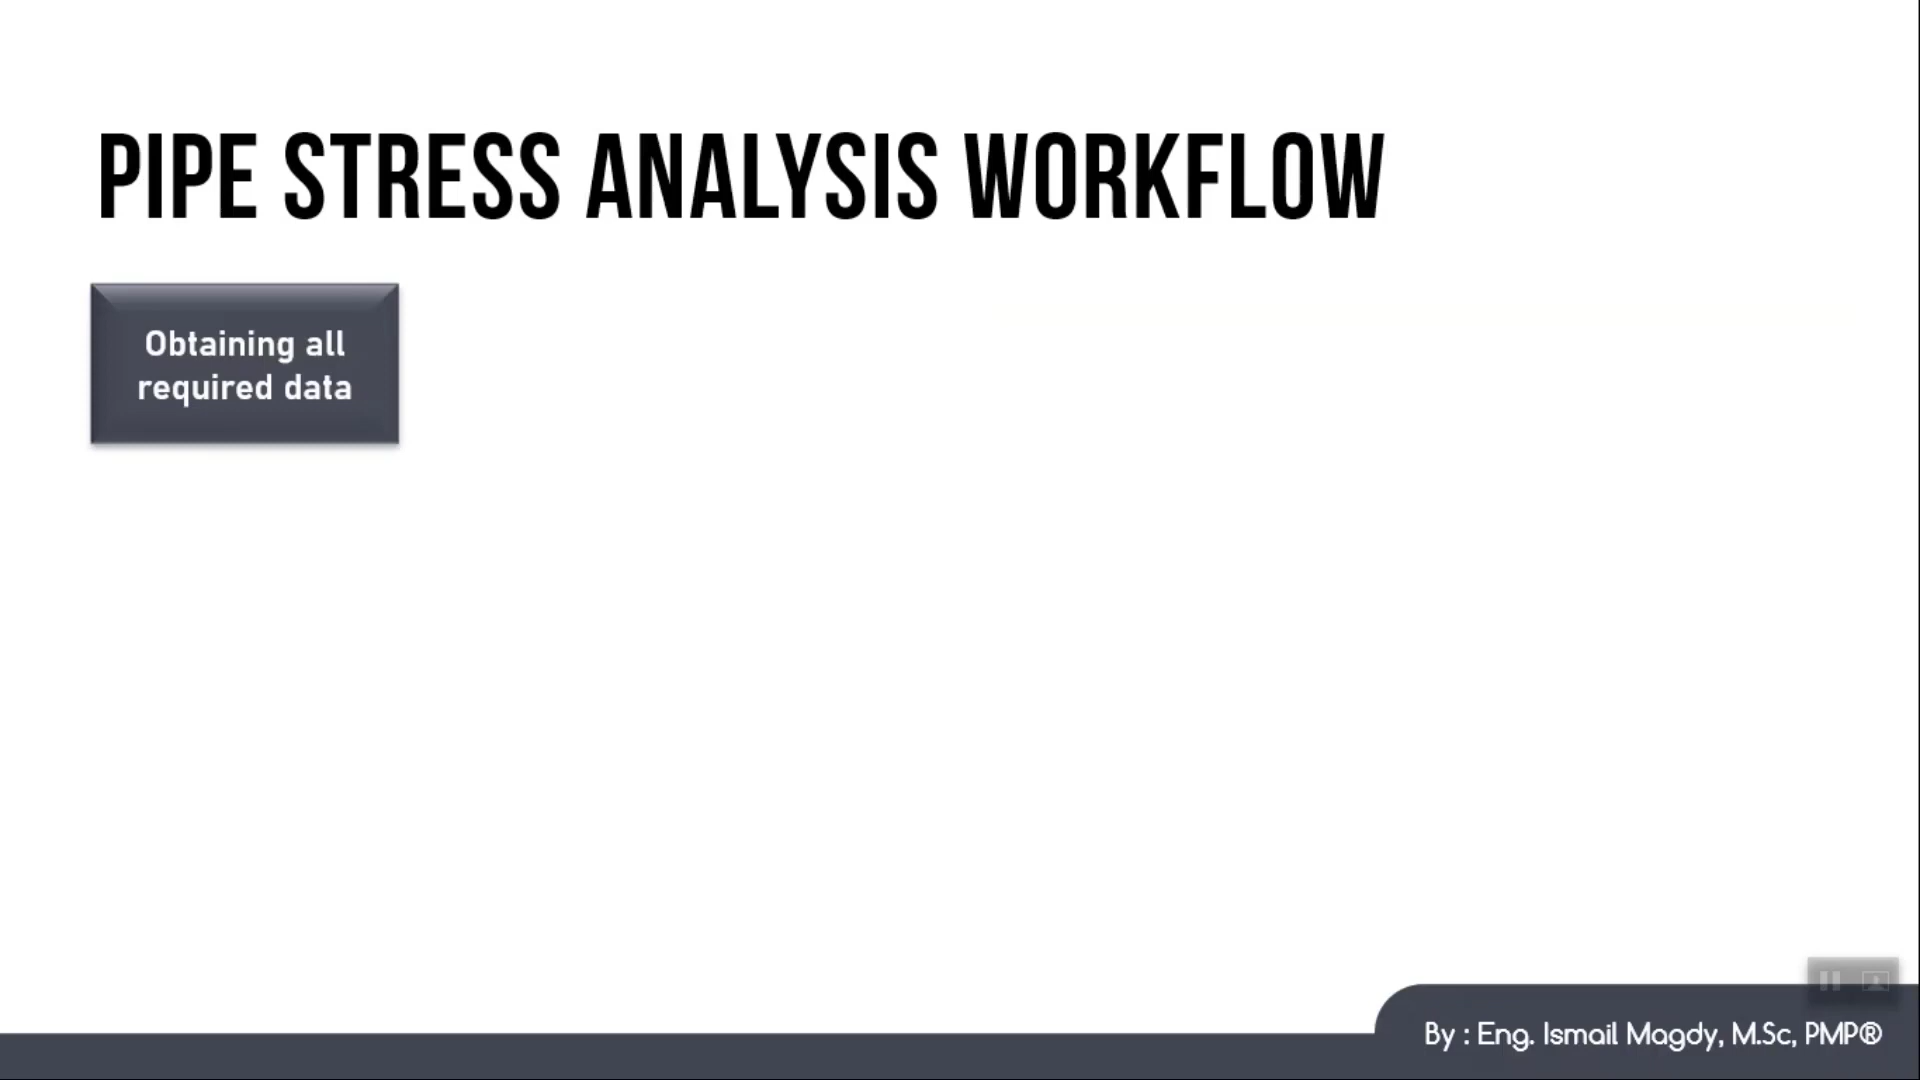 PIPE STRESS ANALYSIS WORKFLOW
Obtaining all
required data
By : Eng. Ismail Magdy, M.Sc, PMP®